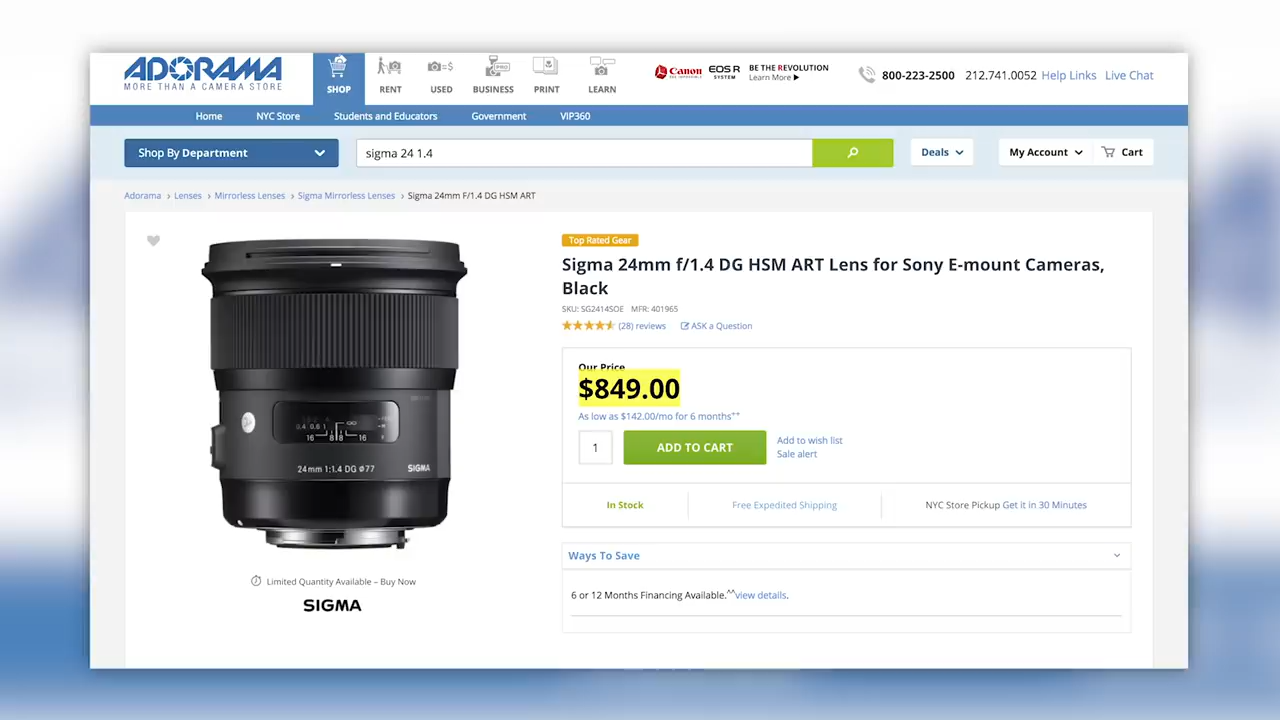 ADORAMA
MORE THAN A CAMERA STORE
SHOP
RENT
USED
BUSINESS
PRINT
LEARN
Canon
EOS R
SYSTEM
BE THE REVOLUTION
Learn More ▶
800-223-2500 212.741.0052 Help Links Live Chat
Home NYC Store Students and Educators Government VIP360
Shop By Department
sigma 24 1.4
Deals
My Account
Cart
Adorama › Lenses › Mirrorless Lenses › Sigma Mirrorless Lenses › Sigma 24mm F/1.4 DG HSM ART
Top Rated Gear
Sigma 24mm f/1.4 DG HSM ART Lens for Sony E-mount Cameras,
Black
SKU: SG2414SOE MFR: 401965
(28) reviews ASK a Question
Our Price
$849.00
As low as $142.00/mo for 6 months++
1
ADD TO CART
Add to wish list
Sale alert
In Stock
Free Expedited Shipping
NYC Store Pickup Get it in 30 Minutes
Ways To Save
6 or 12 Months Financing Available.^^view details.
16 8 8 16
24mm 1:1.4 DG ø77
SIGMA
Limited Quantity Available – Buy Now
SIGMA